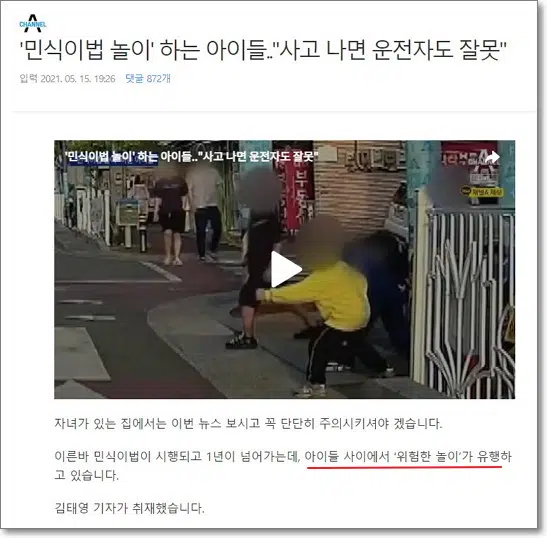 CHANNEL A
'민식이법 놀이' 하는 아이들.."사고 나면 운전자도 잘못"
입력 2021. 05. 15. 19:26 댓글 872개
'민식이법 놀이' 하는 아이들.."사고 나면 운전자도 잘못"
자녀가 있는 집에서는 이번 뉴스 보시고 꼭 단단히 주의시키셔야 겠습니다.
이른바 민식이법이 시행되고 1년이 넘어가는데, 아이들 사이에서 '위험한 놀이'가 유행하
고 있습니다.
김태영 기자가 취재했습니다.